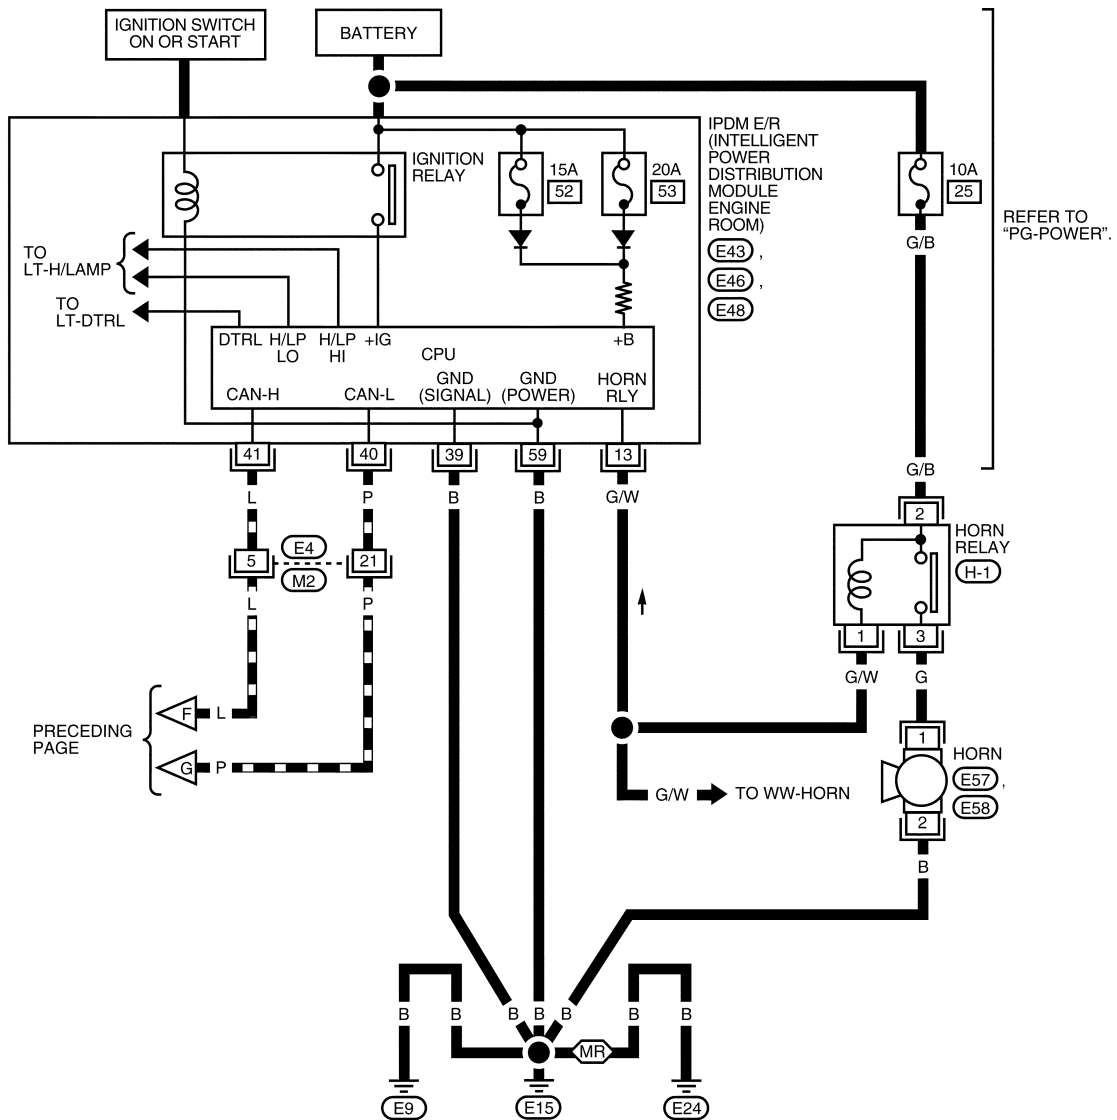 IGNITION SWITCH
ON OR START
BATTERY
IPDM E/R
(INTELLIGENT
POWER
DISTRIBUTION
MODULE
ENGINE
ROOM)
E43 ,
E46 ,
E48
IGNITION
RELAY
15A
52
20A
53
10A
25
REFER TO
“PG-POWER”.
G/B
TO
LT-H/LAMP
TO
LT-DTRL
DTRL
H/LP
LO
H/LP
HI
+IG
+B
CPU
CAN-H
CAN-L
GND
(SIGNAL)
GND
(POWER)
HORN
RLY
41
40
39
59
13
L
P
B
B
G/W
G/B
2
HORN
RELAY
H-1
5
E4
M2
21
L
P
1
3
G/W
G
PRECEDING
PAGE
F
L
G
P
1
HORN
E57 ,
E58
2
G/W
TO WW-HORN
B
B
B
B
B
B
B
B
MR
E9
E15
E24